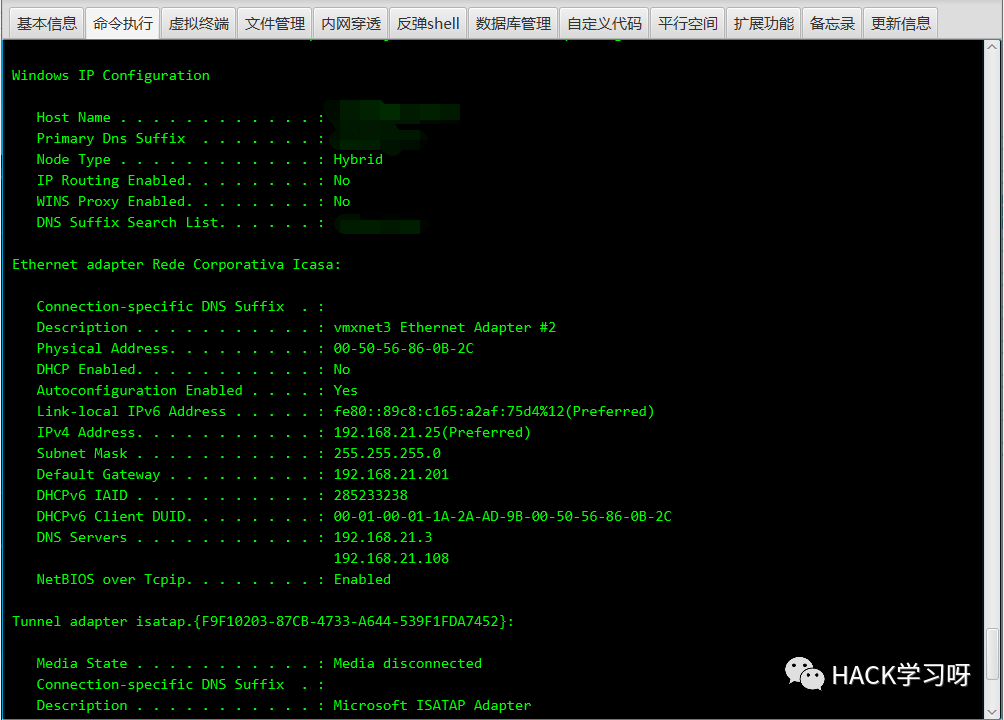 基本信息 命令执行 虚拟终端 文件管理 内网穿透 反弹shell 数据库管理 自定义代码 平行空间 扩展功能 备忘录 更新信息
Windows IP Configuration
Host Name . . . . . . . . . . . . :
Primary Dns Suffix . . . . . . . :
Node Type . . . . . . . . . . . . : Hybrid
IP Routing Enabled. . . . . . . . : No
WINS Proxy Enabled. . . . . . . . : No
DNS Suffix Search List. . . . . . :
Ethernet adapter Rede Corporativa Icasa:
Connection-specific DNS Suffix . :
Description . . . . . . . . . . . : vmxnet3 Ethernet Adapter #2
Physical Address. . . . . . . . . : 00-50-56-86-0B-2C
DHCP Enabled. . . . . . . . . . . : No
Autoconfiguration Enabled . . . . : Yes
Link-local IPv6 Address . . . . . : fe80::89c8:c165:a2af:75d4%12(Preferred)
IPv4 Address. . . . . . . . . . . : 192.168.21.25(Preferred)
Subnet Mask . . . . . . . . . . . : 255.255.255.0
Default Gateway . . . . . . . . . : 192.168.21.201
DHCPv6 IAID . . . . . . . . . . . : 285233238
DHCPv6 Client DUID. . . . . . . . : 00-01-00-01-1A-2A-AD-9B-00-50-56-86-0B-2C
DNS Servers . . . . . . . . . . . : 192.168.21.3
192.168.21.108
NetBIOS over Tcpip. . . . . . . . : Enabled
Tunnel adapter isatap.{F9F10203-87CB-4733-A644-539F1FDA7452}:
Media State . . . . . . . . . . . : Media disconnected
Connection-specific DNS Suffix . :
Description . . . . . . . . . . . : Microsoft ISATAP Adapter
HACK学习呀